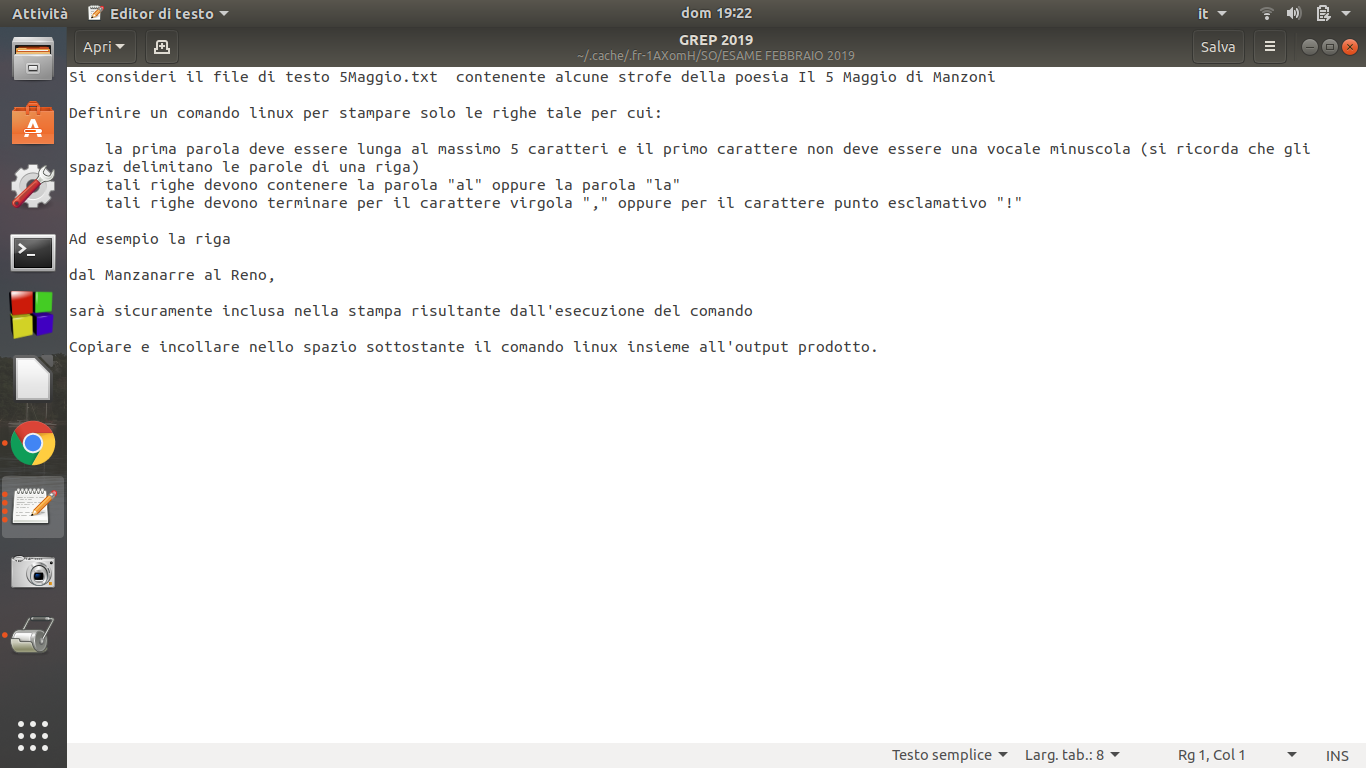 Attività Editor di testo dom 19:22 it
Apri GREP 2019 Salva
~/.cache/.fr-1AXomH/SO/ESAME FEBBRAIO 2019
Si consideri il file di testo 5Maggio.txt  contenente alcune strofe della poesia Il 5 Maggio di Manzoni
Definire un comando linux per stampare solo le righe tale per cui:
la prima parola deve essere lunga al massimo 5 caratteri e il primo carattere non deve essere una vocale minuscola (si ricorda che gli
spazi delimitano le parole di una riga)
tali righe devono contenere la parola "al" oppure la parola "la"
tali righe devono terminare per il carattere virgola "," oppure per il carattere punto esclamativo "!"
Ad esempio la riga
dal Manzanarre al Reno,
sarà sicuramente inclusa nella stampa risultante dall'esecuzione del comando
Copiare e incollare nello spazio sottostante il comando linux insieme all'output prodotto.
Testo semplice Larg. tab.: 8 Rg 1, Col 1 INS